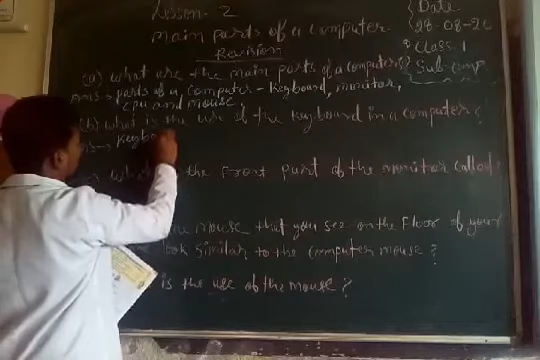 Lesson - 2
Date
28-08-20
main parts of a computer
Class 1
Revision
Sub-comp
(a) what are the main parts of a computer?
Ans → parts of a computer - keyboard, monitor,
cpu and mouse.
(b) what is the use of the keyboard in a computer?
ns → keybo
the front part of the monitor called
mouse that you see on the floor of your
look similar to the computer mouse?
is the use of the mouse?